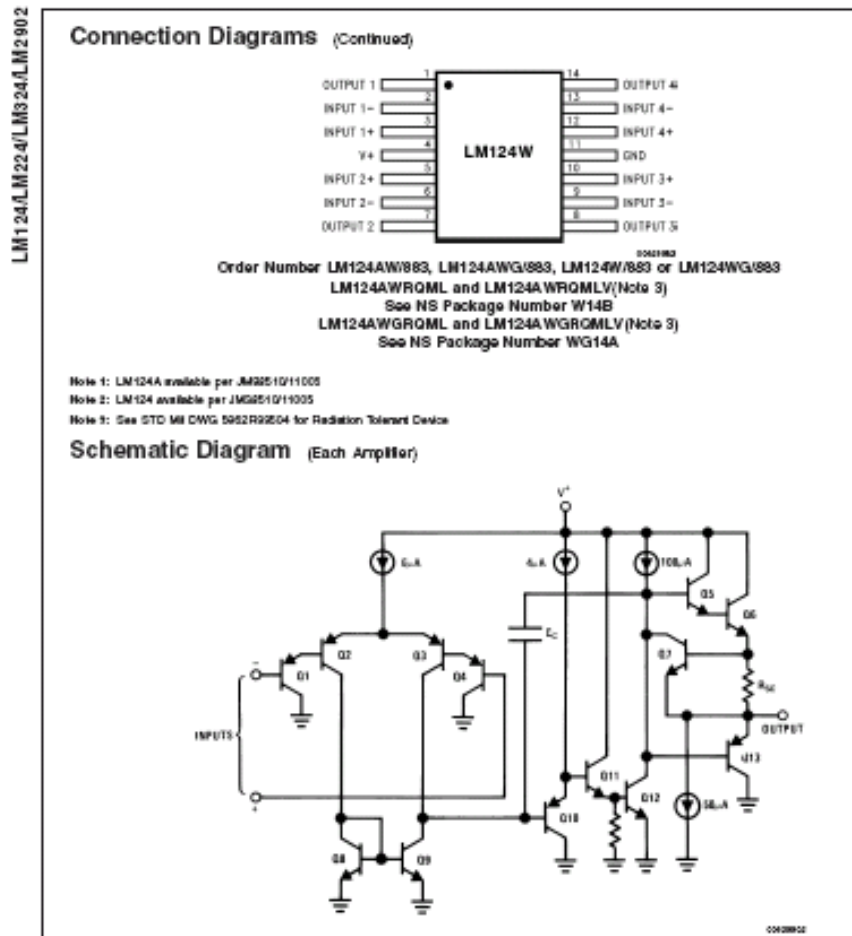 LM124/LM224/LM324/LM2902
Connection Diagrams (Continued)
1
OUTPUT 1
2
INPUT 1-
3
INPUT 1+
4
V+
5
INPUT 2+
6
INPUT 2-
7
OUTPUT 2
LM124W
14
OUTPUT 4
13
INPUT 4-
12
INPUT 4+
11
GND
10
INPUT 3+
9
INPUT 3-
8
OUTPUT 3
Order Number LM124AW/883, LM124AWG/883, LM124W/883 or LM124WG/883
LM124AWRQML and LM124AWRQMLV(Note 3)
See NS Package Number W14B
LM124AWGRQML and LM124AWGRQMLV(Note 3)
See NS Package Number WG14A
Note 1: LM124A available per JM38510/11006
Note 2: LM124 available per JM38510/11005
Note 3: See STD Mil DWG 5962R99504 for Radiation Tolerant Device
Schematic Diagram (Each Amplifier)
V+
6μA
4μA
100μA
Q5
Q6
CC
Q2
Q3
Q7
Q1
Q4
RSC
INPUTS
-
+
OUTPUT
Q13
Q11
Q12
50μA
Q10
Q8
Q9